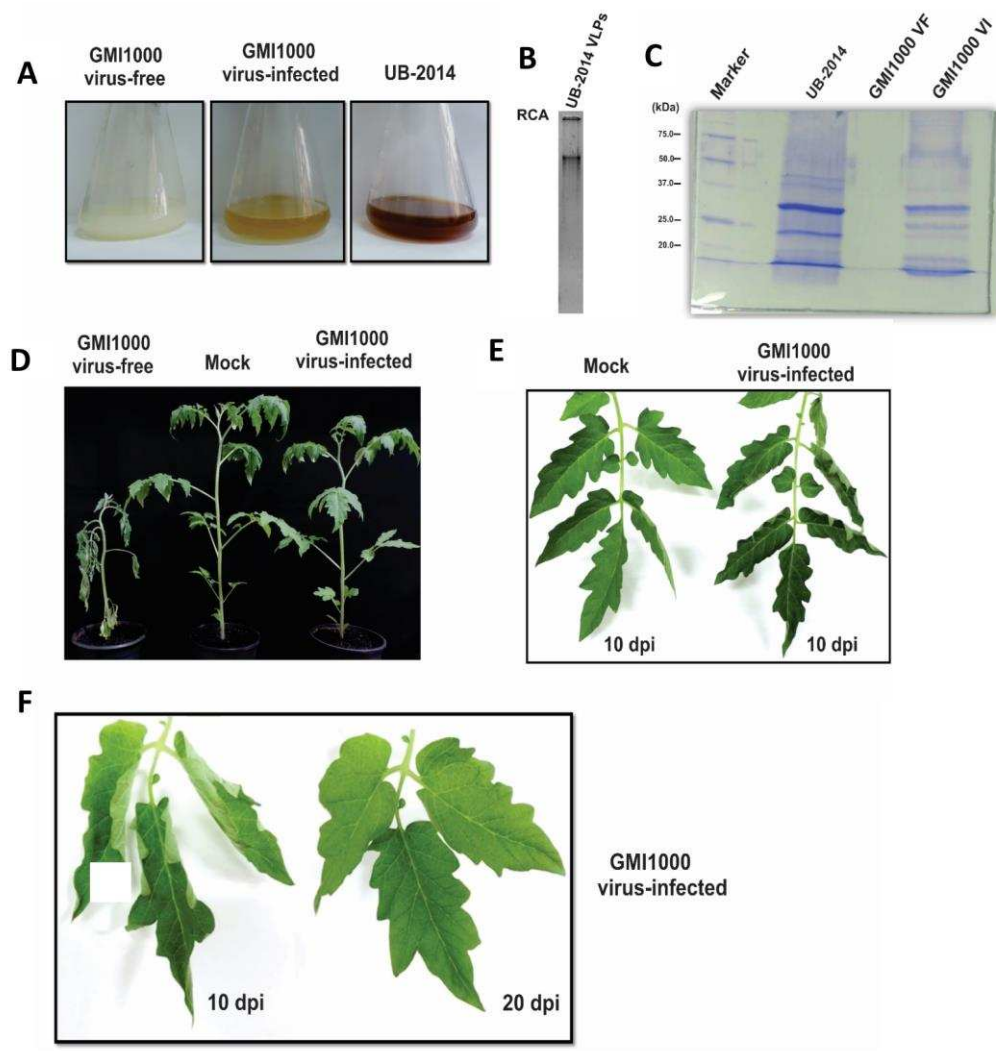 A
GMI1000
virus-free
GMI1000
virus-infected
UB-2014
B
UB-2014 VLPs
RCA
C
Marker
UB-2014
GMI1000 VF
GMI1000 VI
(kDa)
75.0
50.0
37.0
25.0
20.0
D
GMI1000
virus-free
Mock
GMI1000
virus-infected
E
Mock
GMI1000
virus-infected
10 dpi
10 dpi
F
10 dpi
20 dpi
GMI1000
virus-infected